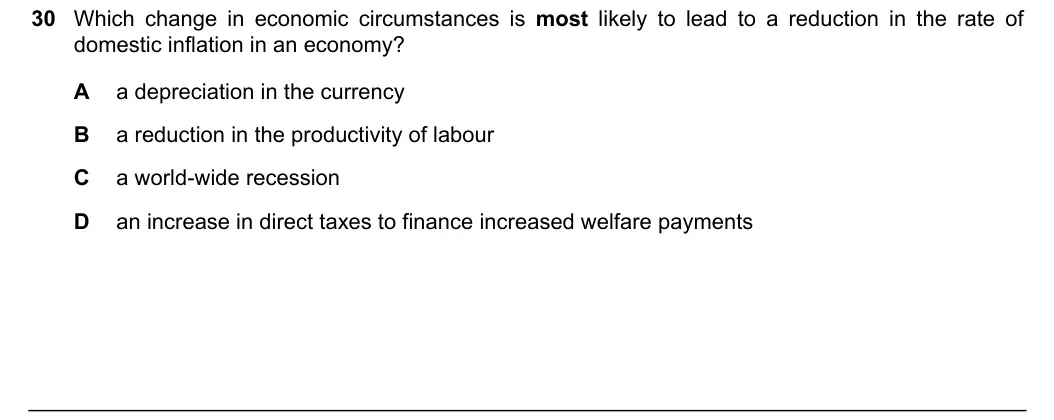 30 Which change in economic circumstances is most likely to lead to a reduction in the rate of
domestic inflation in an economy?
A a depreciation in the currency
B a reduction in the productivity of labour
C a world-wide recession
D an increase in direct taxes to finance increased welfare payments